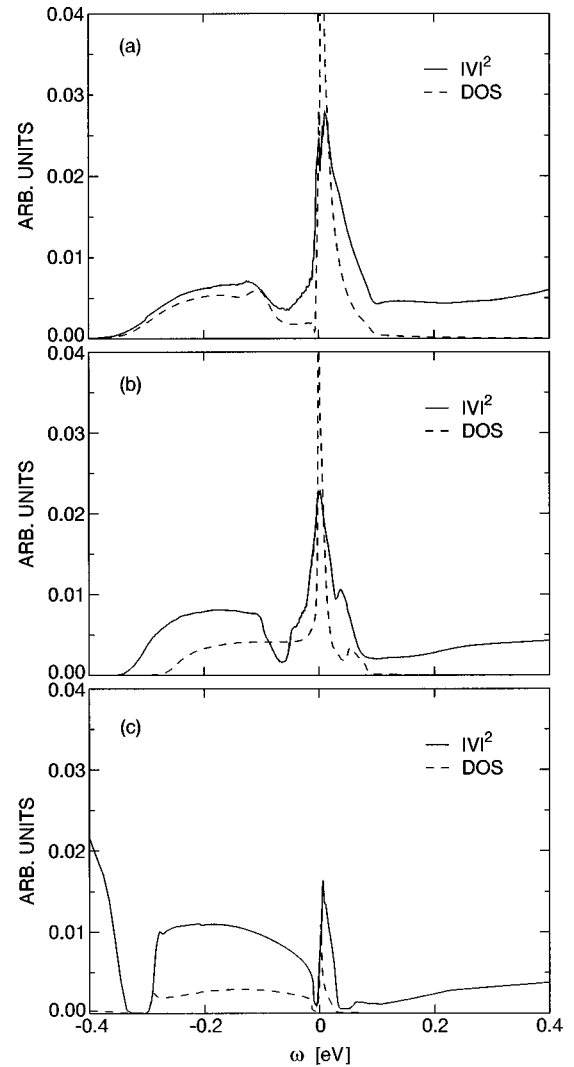 (a)
|V|²
DOS
0.04
0.03
0.02
0.01
0.00
ARB. UNITS
(b)
|V|²
DOS
0.04
0.03
0.02
0.01
0.00
ARB. UNITS
(c)
|V|²
DOS
0.04
0.03
0.02
0.01
0.00
ARB. UNITS
-0.4 -0.2 0 0.2 0.4
ω [eV]